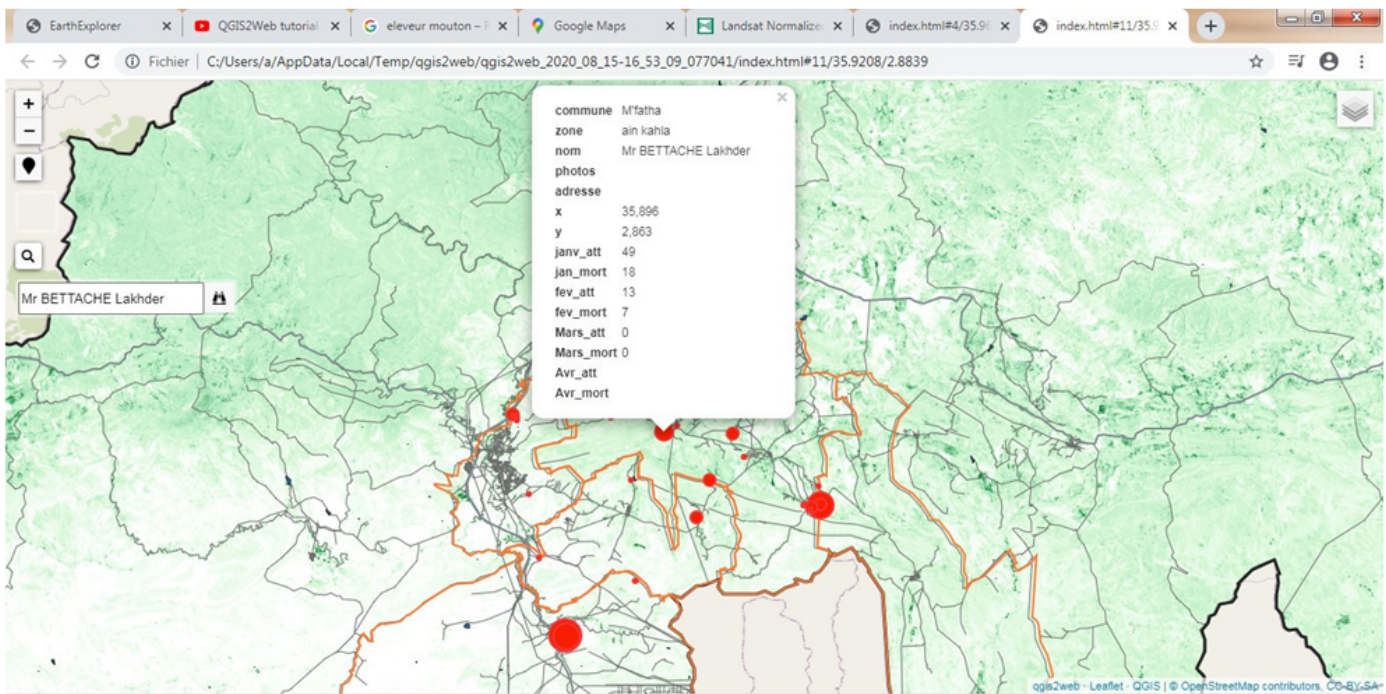 EarthExplorer
QGIS2Web tutorial
eleveur mouton –
Google Maps
Landsat Normalize
index.html#4/35.96
index.html#11/35.9
Fichier | C:/Users/a/AppData/Local/Temp/qgis2web/qgis2web_2020_08_15-16_53_09_077041/index.html#11/35.9208/2.8839
+
−
Mr BETTACHE Lakhder
commune M'fatha
zone ain kahla
nom Mr BETTACHE Lakhder
photos
adresse
x 35,896
y 2,863
janv_att 49
jan_mort 18
fev_att 13
fev_mort 7
Mars_att 0
Mars_mort 0
Avr_att
Avr_mort
qgis2web · Leaflet · QGIS | © OpenStreetMap contributors, CC-BY-SA